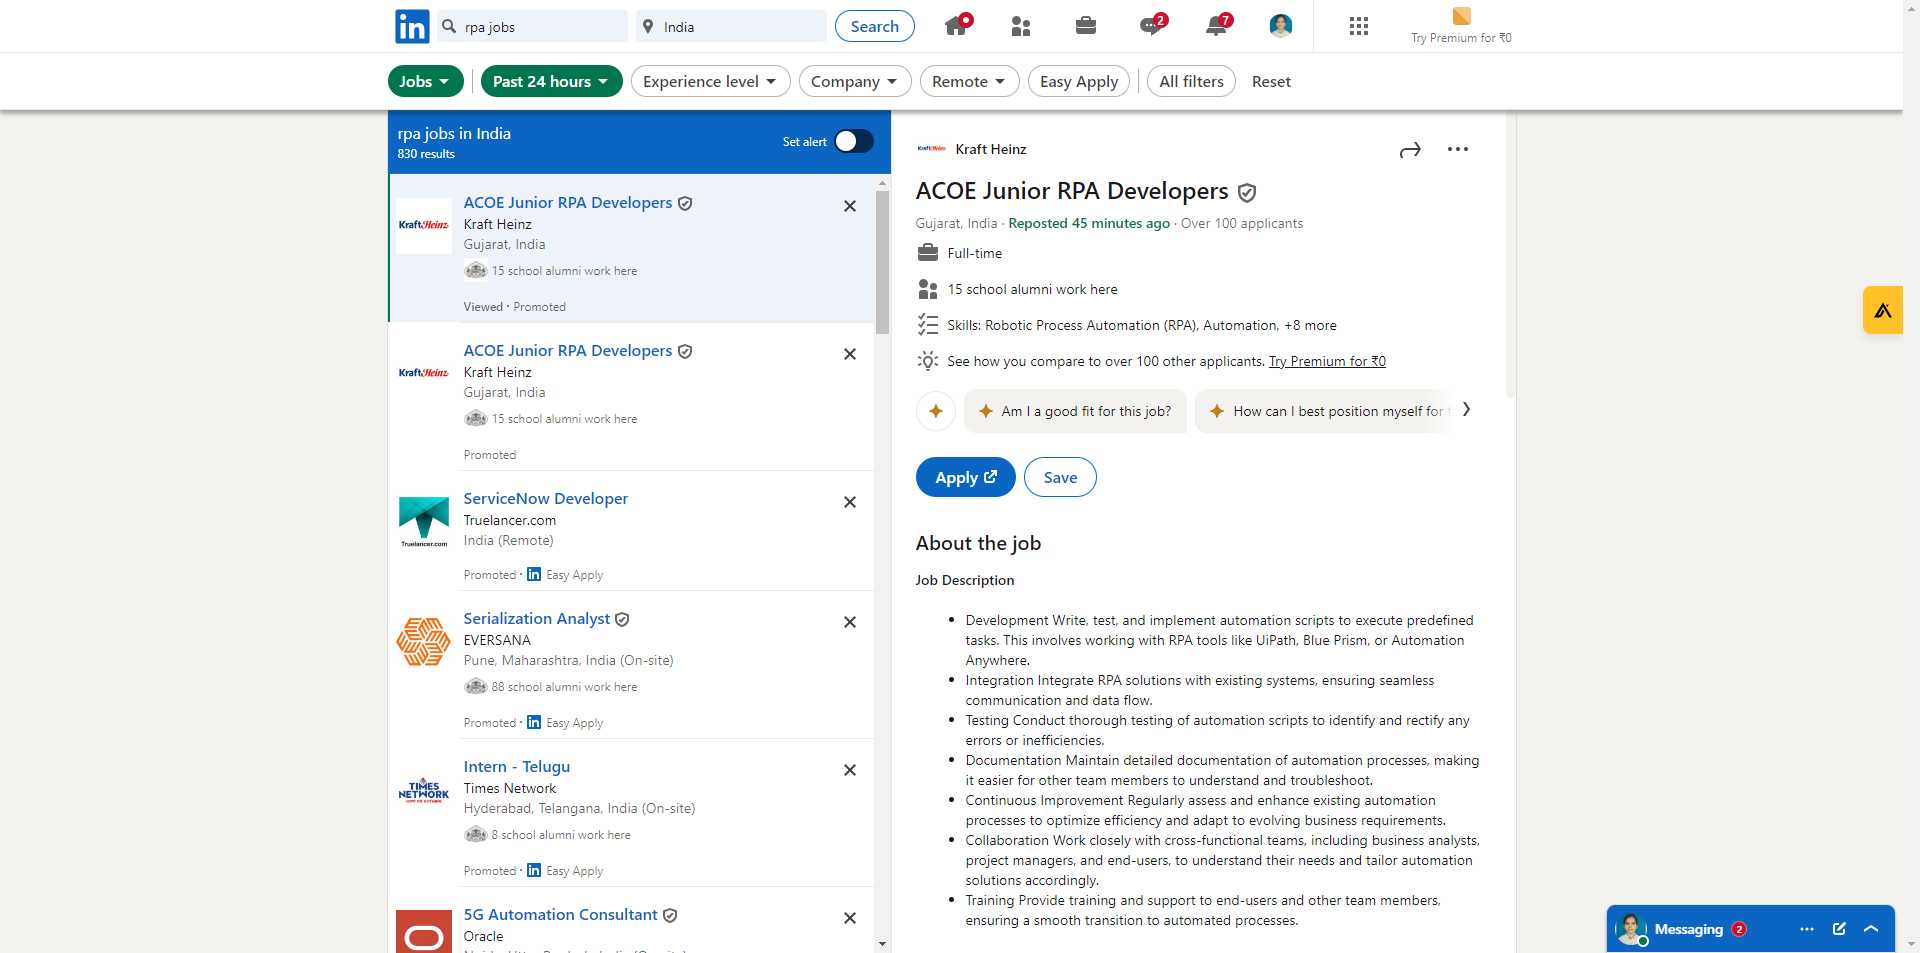 in
rpa jobs
India
Search
2
7
Try Premium for ₹0
Jobs
Past 24 hours
Experience level
Company
Remote
Easy Apply
All filters
Reset
rpa jobs in India
830 results
Set alert
Kraft Heinz
ACOE Junior RPA Developers
Kraft Heinz
Gujarat, India
15 school alumni work here
Viewed · Promoted
Kraft Heinz
ACOE Junior RPA Developers
Kraft Heinz
Gujarat, India
15 school alumni work here
Promoted
Truelancer.com
ServiceNow Developer
Truelancer.com
India (Remote)
Promoted · in Easy Apply
Serialization Analyst
EVERSANA
Pune, Maharashtra, India (On-site)
88 school alumni work here
Promoted · in Easy Apply
TIMES
NETWORK
Intern - Telugu
Times Network
Hyderabad, Telangana, India (On-site)
8 school alumni work here
Promoted · in Easy Apply
5G Automation Consultant
Oracle
Kraft Heinz
Kraft Heinz
ACOE Junior RPA Developers
Gujarat, India · Reposted 45 minutes ago · Over 100 applicants
Full-time
15 school alumni work here
Skills: Robotic Process Automation (RPA), Automation, +8 more
See how you compare to over 100 other applicants. Try Premium for ₹0
Am I a good fit for this job?
How can I best position myself for
Apply
Save
About the job
Job Description
• Development Write, test, and implement automation scripts to execute predefined
tasks. This involves working with RPA tools like UiPath, Blue Prism, or Automation
Anywhere.
• Integration Integrate RPA solutions with existing systems, ensuring seamless
communication and data flow.
• Testing Conduct thorough testing of automation scripts to identify and rectify any
errors or inefficiencies.
• Documentation Maintain detailed documentation of automation processes, making
it easier for other team members to understand and troubleshoot.
• Continuous Improvement Regularly assess and enhance existing automation
processes to optimize efficiency and adapt to evolving business requirements.
• Collaboration Work closely with cross-functional teams, including business analysts,
project managers, and end-users, to understand their needs and tailor automation
solutions accordingly.
• Training Provide training and support to end-users and other team members,
ensuring a smooth transition to automated processes.
Messaging 2